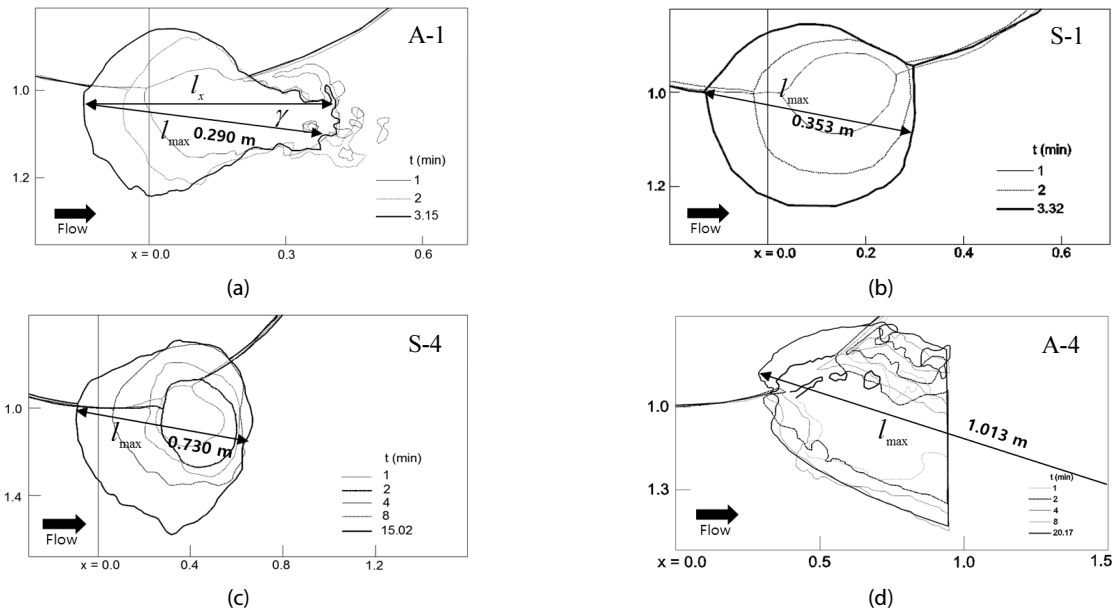 A-1
1.0
1.2
l_x
γ
l_max 0.290 m
t (min)
1
2
3.15
Flow
x = 0.0
0.3
0.6
(a)
S-1
1.0
1.2
l_max
0.353 m
t (min)
1
2
3.32
Flow
x = 0.0
0.2
0.4
0.6
(b)
S-4
1.0
1.4
l_max
0.730 m
t (min)
1
2
4
8
15.02
Flow
x = 0.0
0.4
0.8
1.2
(c)
A-4
1.0
1.3
l_max
1.013 m
t (min)
1
2
4
8
20.17
Flow
x = 0.0
0.5
1.0
1.5
(d)